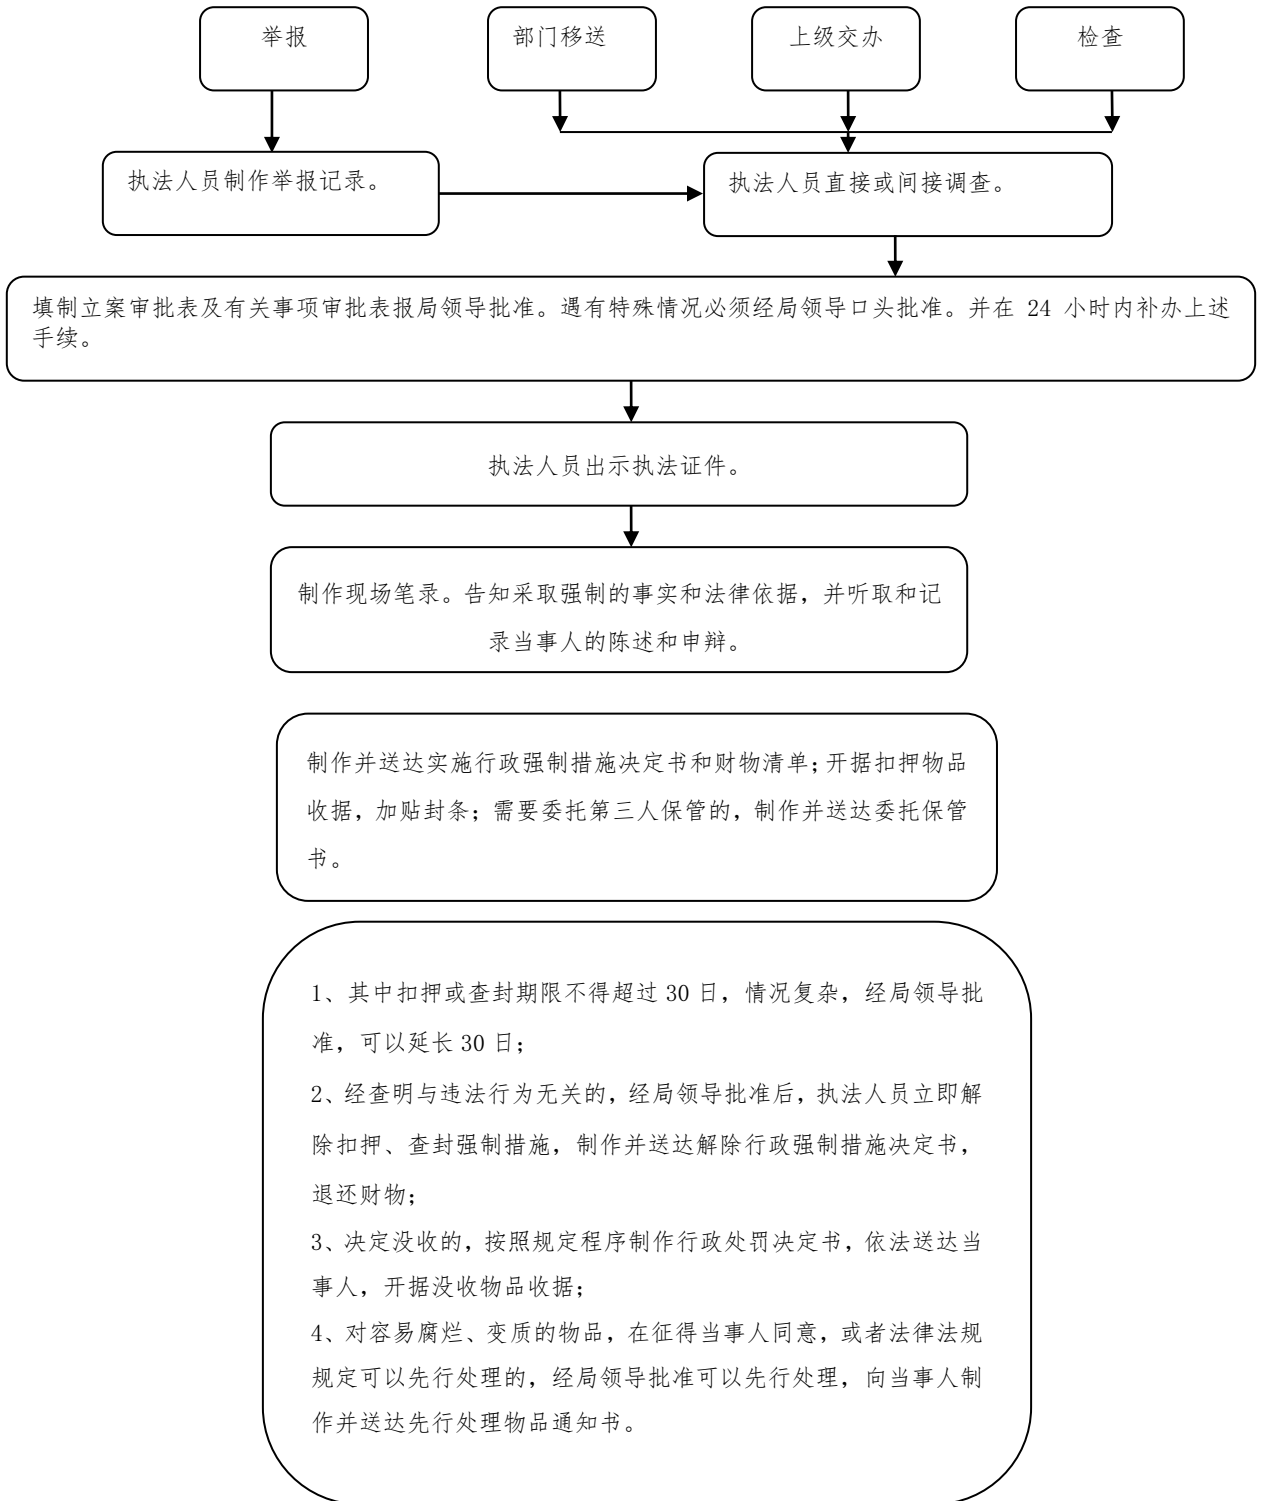 举报
部门移送
上级交办
检查
执法人员制作举报记录。
执法人员直接或间接调查。
填制立案审批表及有关事项审批表报局领导批准。遇有特殊情况必须经局领导口头批准。并在 24 小时内补办上述
手续。
执法人员出示执法证件。
制作现场笔录。告知采取强制的事实和法律依据，并听取和记
录当事人的陈述和申辩。
制作并送达实施行政强制措施决定书和财物清单；开据扣押物品
收据，加贴封条；需要委托第三人保管的，制作并送达委托保管
书。
1、其中扣押或查封期限不得超过 30 日，情况复杂，经局领导批
准，可以延长 30 日；
2、经查明与违法行为无关的，经局领导批准后，执法人员立即解
除扣押、查封强制措施，制作并送达解除行政强制措施决定书，
退还财物；
3、决定没收的，按照规定程序制作行政处罚决定书，依法送达当
事人，开据没收物品收据；
4、对容易腐烂、变质的物品，在征得当事人同意，或者法律法规
规定可以先行处理的，经局领导批准可以先行处理，向当事人制
作并送达先行处理物品通知书。